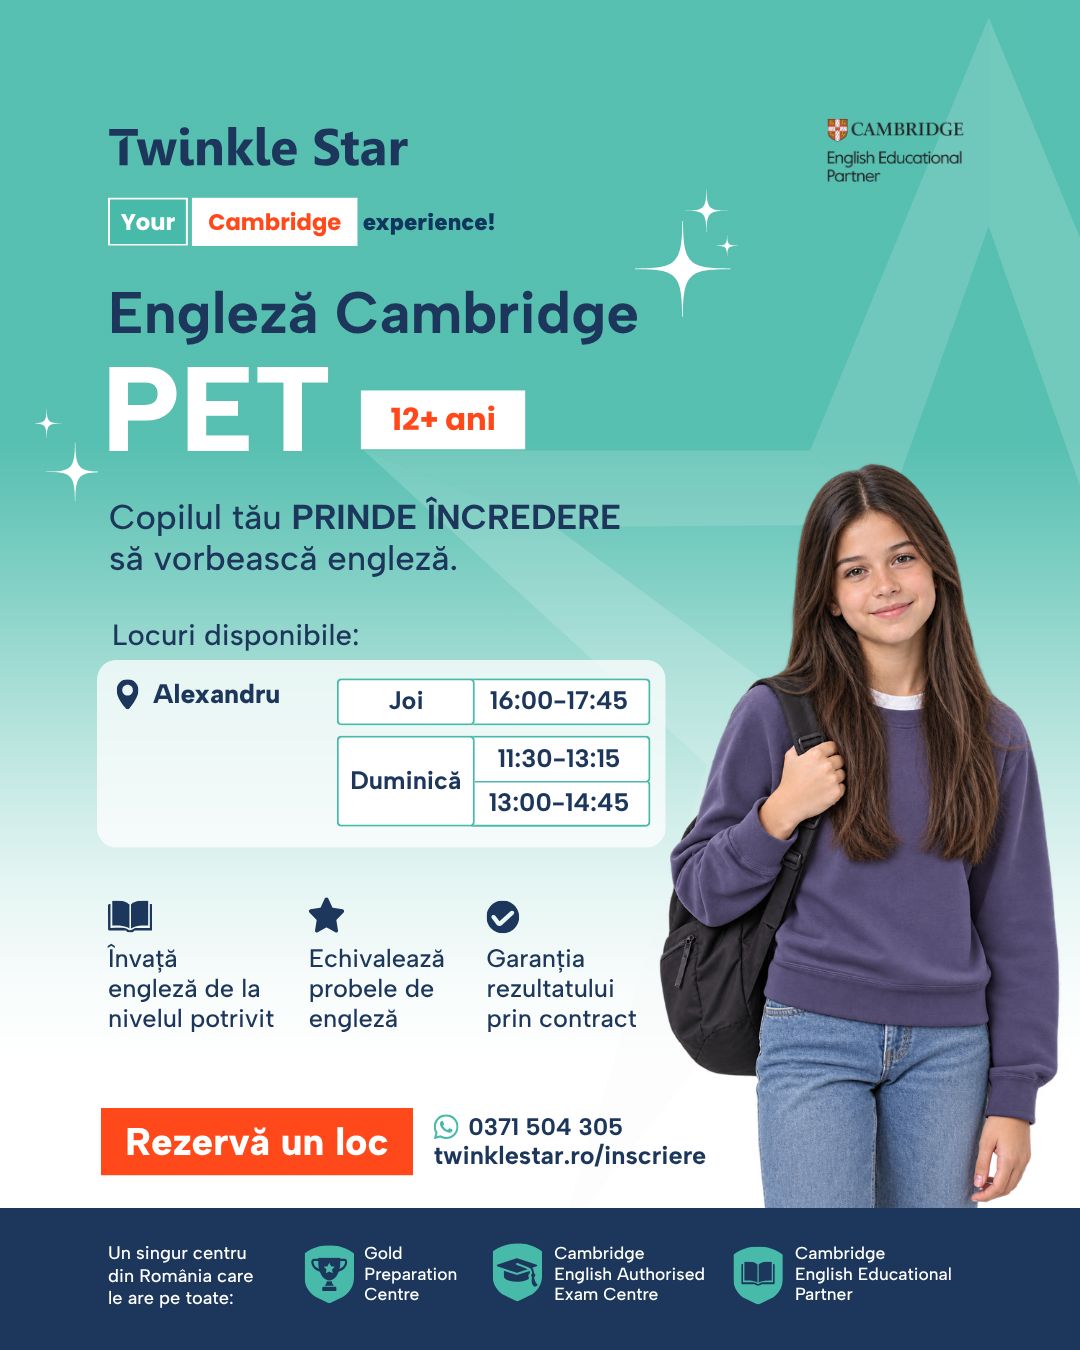 Twinkle Star
CAMBRIDGE
English Educational
Partner
Your Cambridge experience!
Engleză Cambridge
PET 12+ ani
Copilul tău PRINDE ÎNCREDERE
să vorbească engleză.
Locuri disponibile:
Alexandru
Joi 16:00-17:45
Duminică 11:30-13:15
13:00-14:45
Învață
engleză de la
nivelul potrivit
Echivalează
probele de
engleză
Garanția
rezultatului
prin contract
Rezervă un loc
0371 504 305
twinklestar.ro/inscriere
Un singur centru
din România care
le are pe toate:
Gold
Preparation
Centre
Cambridge
English Authorised
Exam Centre
Cambridge
English Educational
Partner